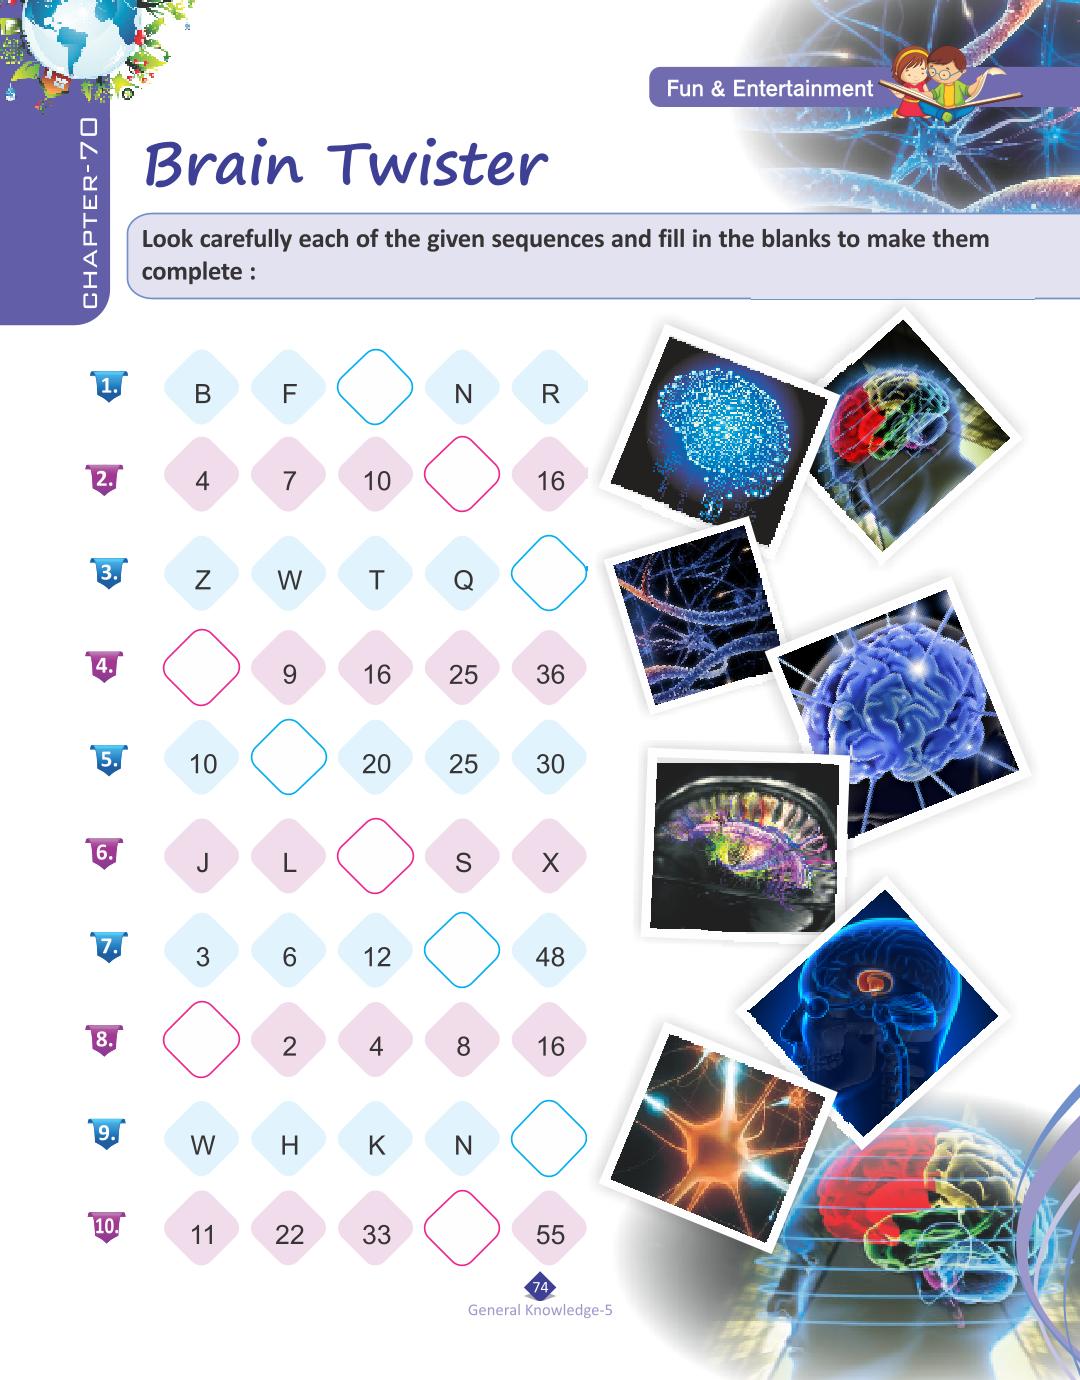 Fun & Entertainment
CHAPTER-70
Brain Twister
Look carefully each of the given sequences and fill in the blanks to make them
complete :
1. B F N R
2. 4 7 10 16
3. Z W T Q
4. 9 16 25 36
5. 10 20 25 30
6. J L S X
7. 3 6 12 48
8. 2 4 8 16
9. W H K N
10. 11 22 33 55
74
General Knowledge-5